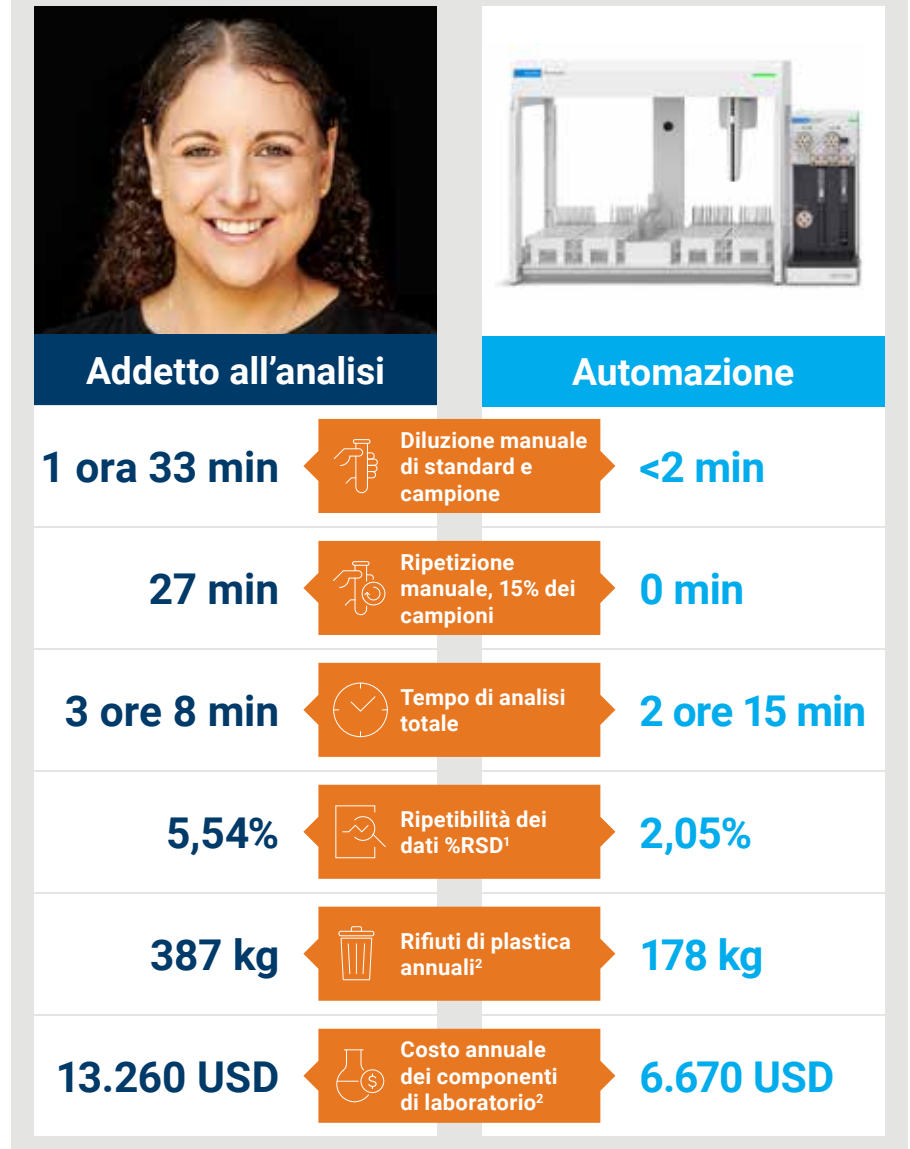 Addetto all’analisi
Automazione
1 ora 33 min
Diluzione manuale
di standard e
campione
<2 min
27 min
Ripetizione
manuale, 15% dei
campioni
0 min
3 ore 8 min
Tempo di analisi
totale
2 ore 15 min
5,54%
Ripetibilità dei
dati %RSD¹
2,05%
387 kg
Rifiuti di plastica
annuali²
178 kg
13.260 USD
$
Costo annuale
dei componenti
di laboratorio²
6.670 USD